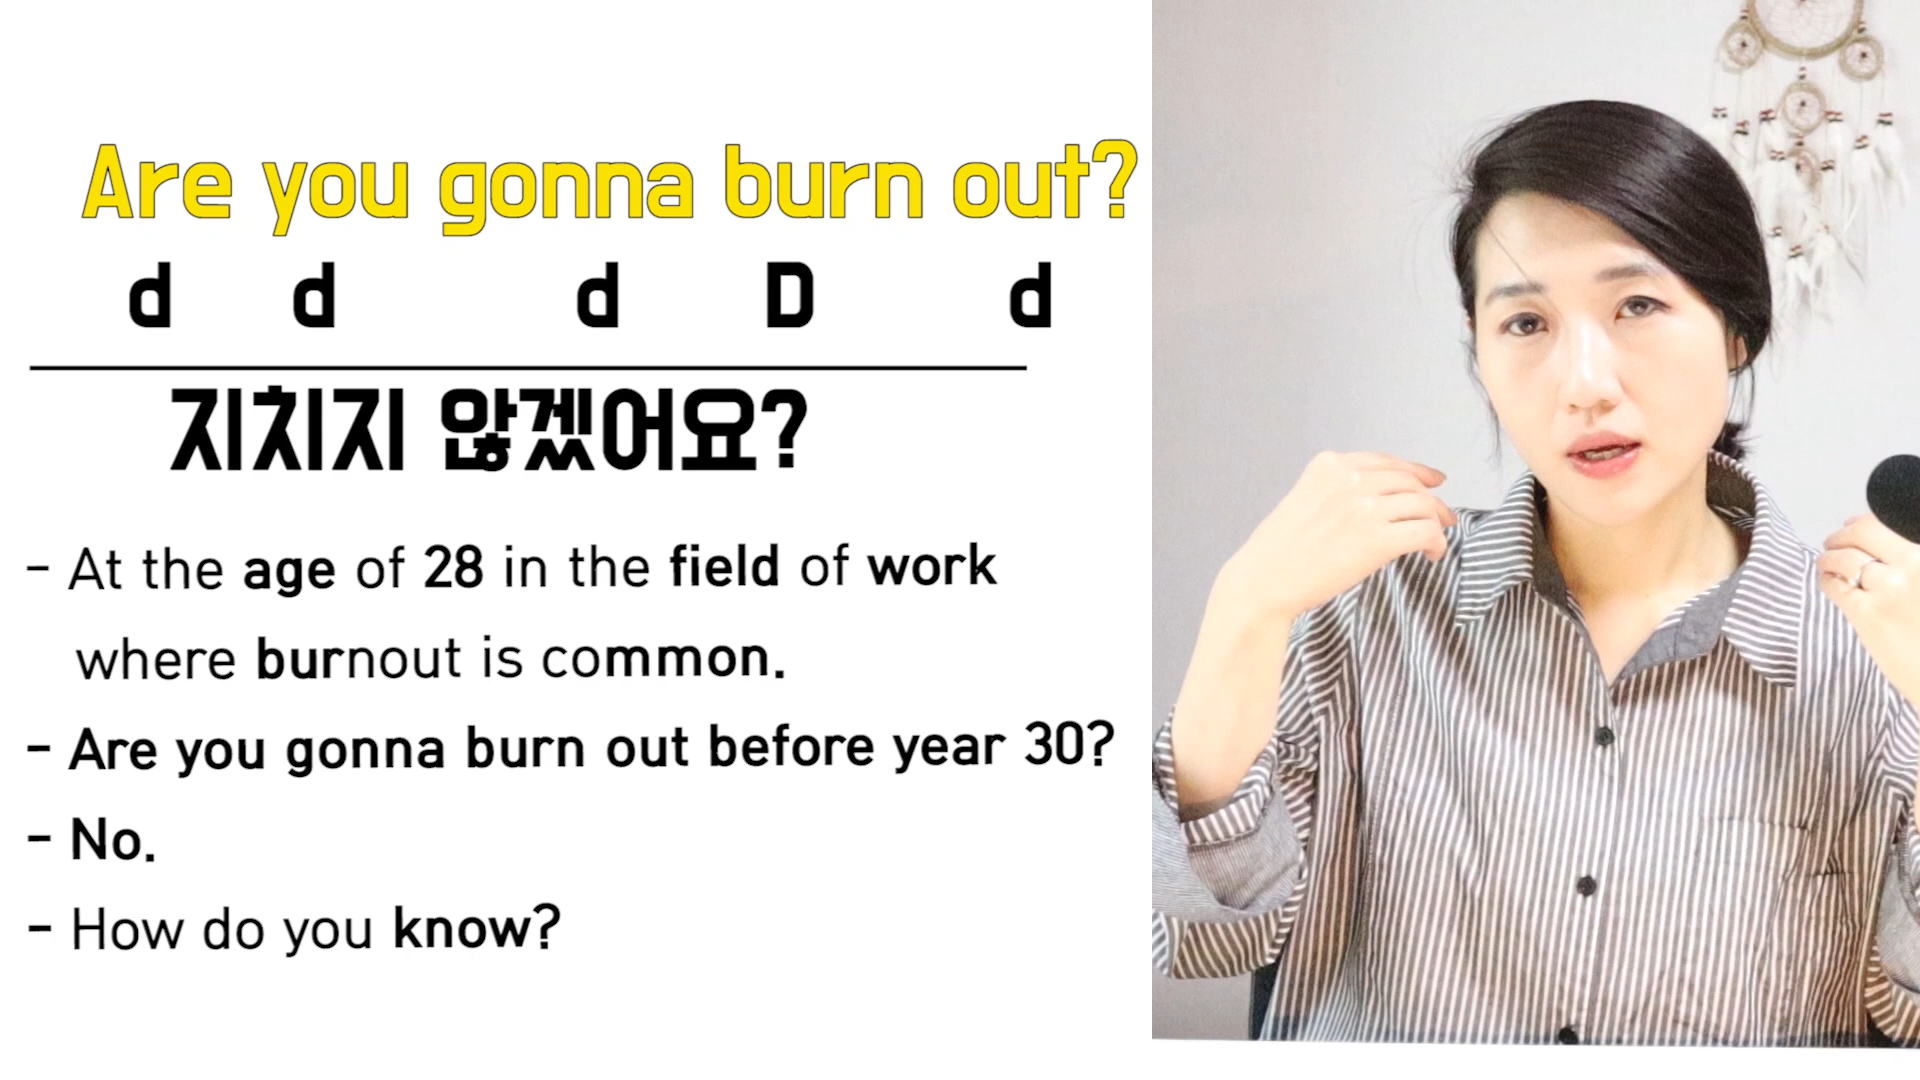 Are you gonna burn out?
d d d D d
지치지 않겠어요?
- At the age of 28 in the field of work
where burnout is common.
- Are you gonna burn out before year 30?
- No.
- How do you know?